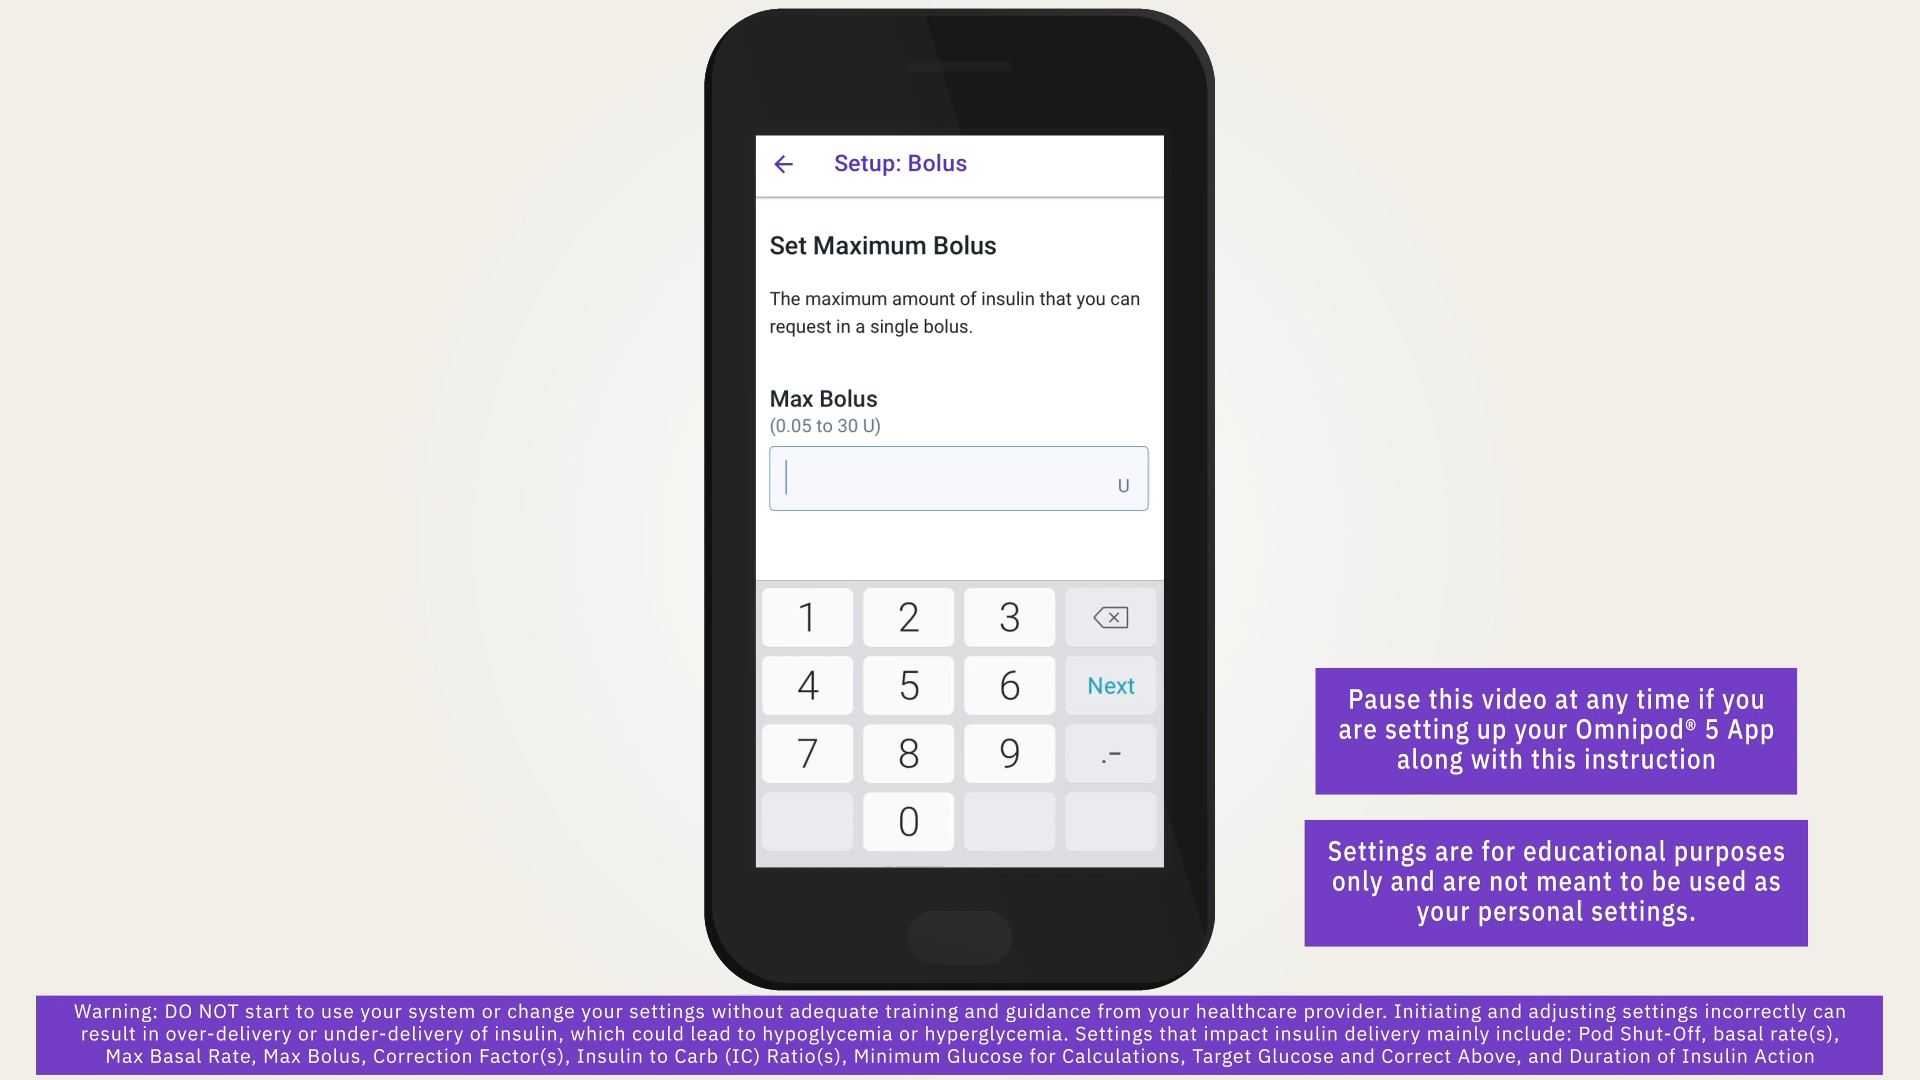 Setup: Bolus
Set Maximum Bolus
The maximum amount of insulin that you can
request in a single bolus.
Max Bolus
(0.05 to 30 U)
U
1 2 3
4 5 6 Next
7 8 9 .-
0
Pause this video at any time if you
are setting up your Omnipod® 5 App
along with this instruction
Settings are for educational purposes
only and are not meant to be used as
your personal settings.
Warning: DO NOT start to use your system or change your settings without adequate training and guidance from your healthcare provider. Initiating and adjusting settings incorrectly can
result in over-delivery or under-delivery of insulin, which could lead to hypoglycemia or hyperglycemia. Settings that impact insulin delivery mainly include: Pod Shut-Off, basal rate(s),
Max Basal Rate, Max Bolus, Correction Factor(s), Insulin to Carb (IC) Ratio(s), Minimum Glucose for Calculations, Target Glucose and Correct Above, and Duration of Insulin Action